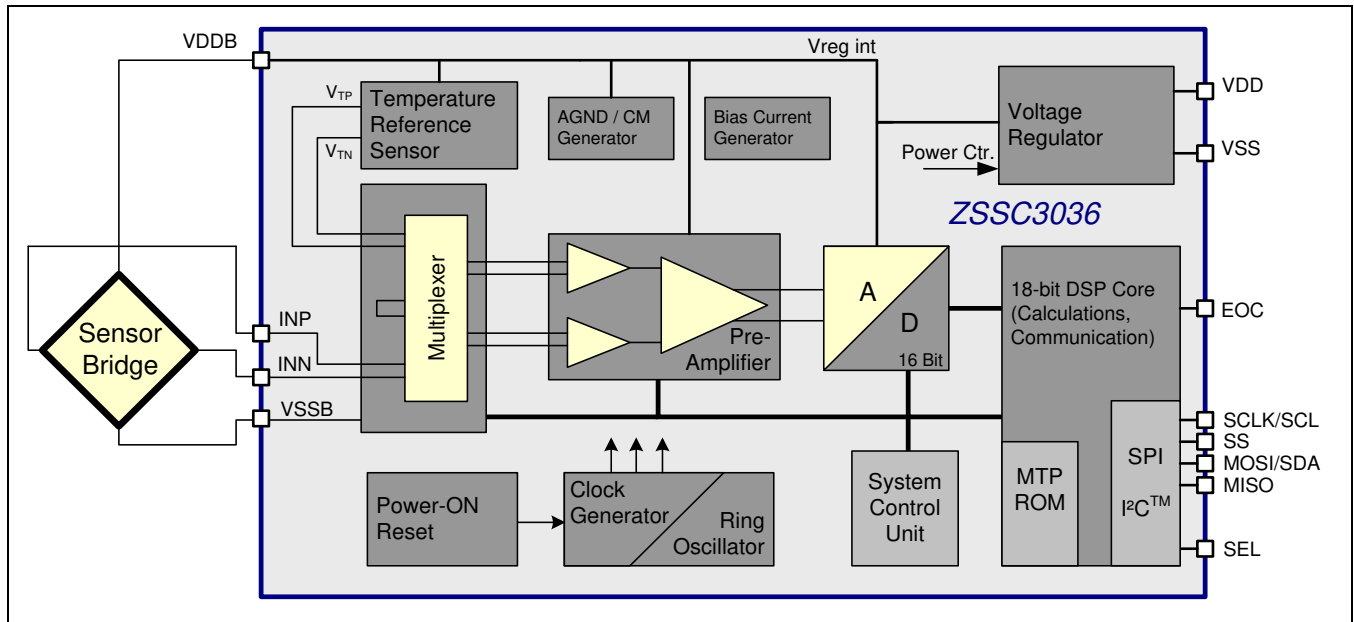 VDDB
Vreg int
VTP
VTN
Temperature
Reference
Sensor
AGND / CM
Generator
Bias Current
Generator
Voltage
Regulator
Power Ctr.
VDD
VSS
ZSSC3036
Multiplexer
Pre-
Amplifier
A
D
16 Bit
18-bit DSP Core
(Calculations,
Communication)
EOC
Sensor
Bridge
INP
INN
VSSB
Power-ON
Reset
Clock
Generator
Ring
Oscillator
System
Control
Unit
MTP
ROM
SPI
I²C™
SCLK/SCL
SS
MOSI/SDA
MISO
SEL